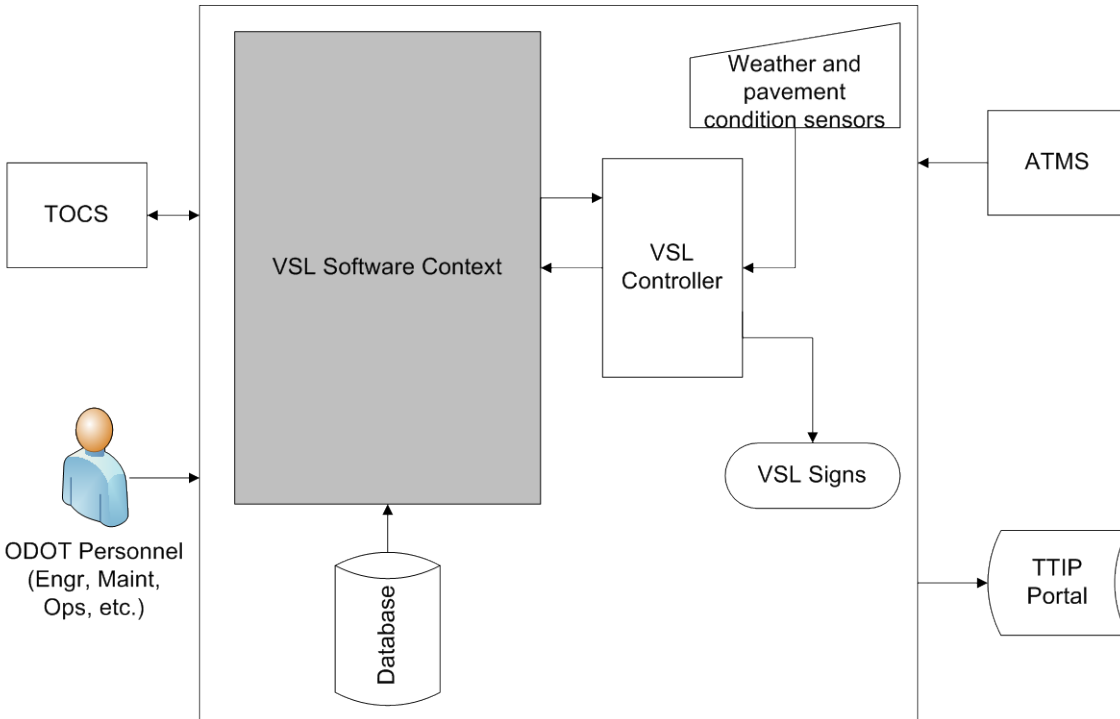 Weather and
pavement
condition sensors
ATMS
TOCS
VSL Software Context
VSL
Controller
VSL Signs
ODOT Personnel
(Engr, Maint,
Ops, etc.)
Database
TTIP
Portal